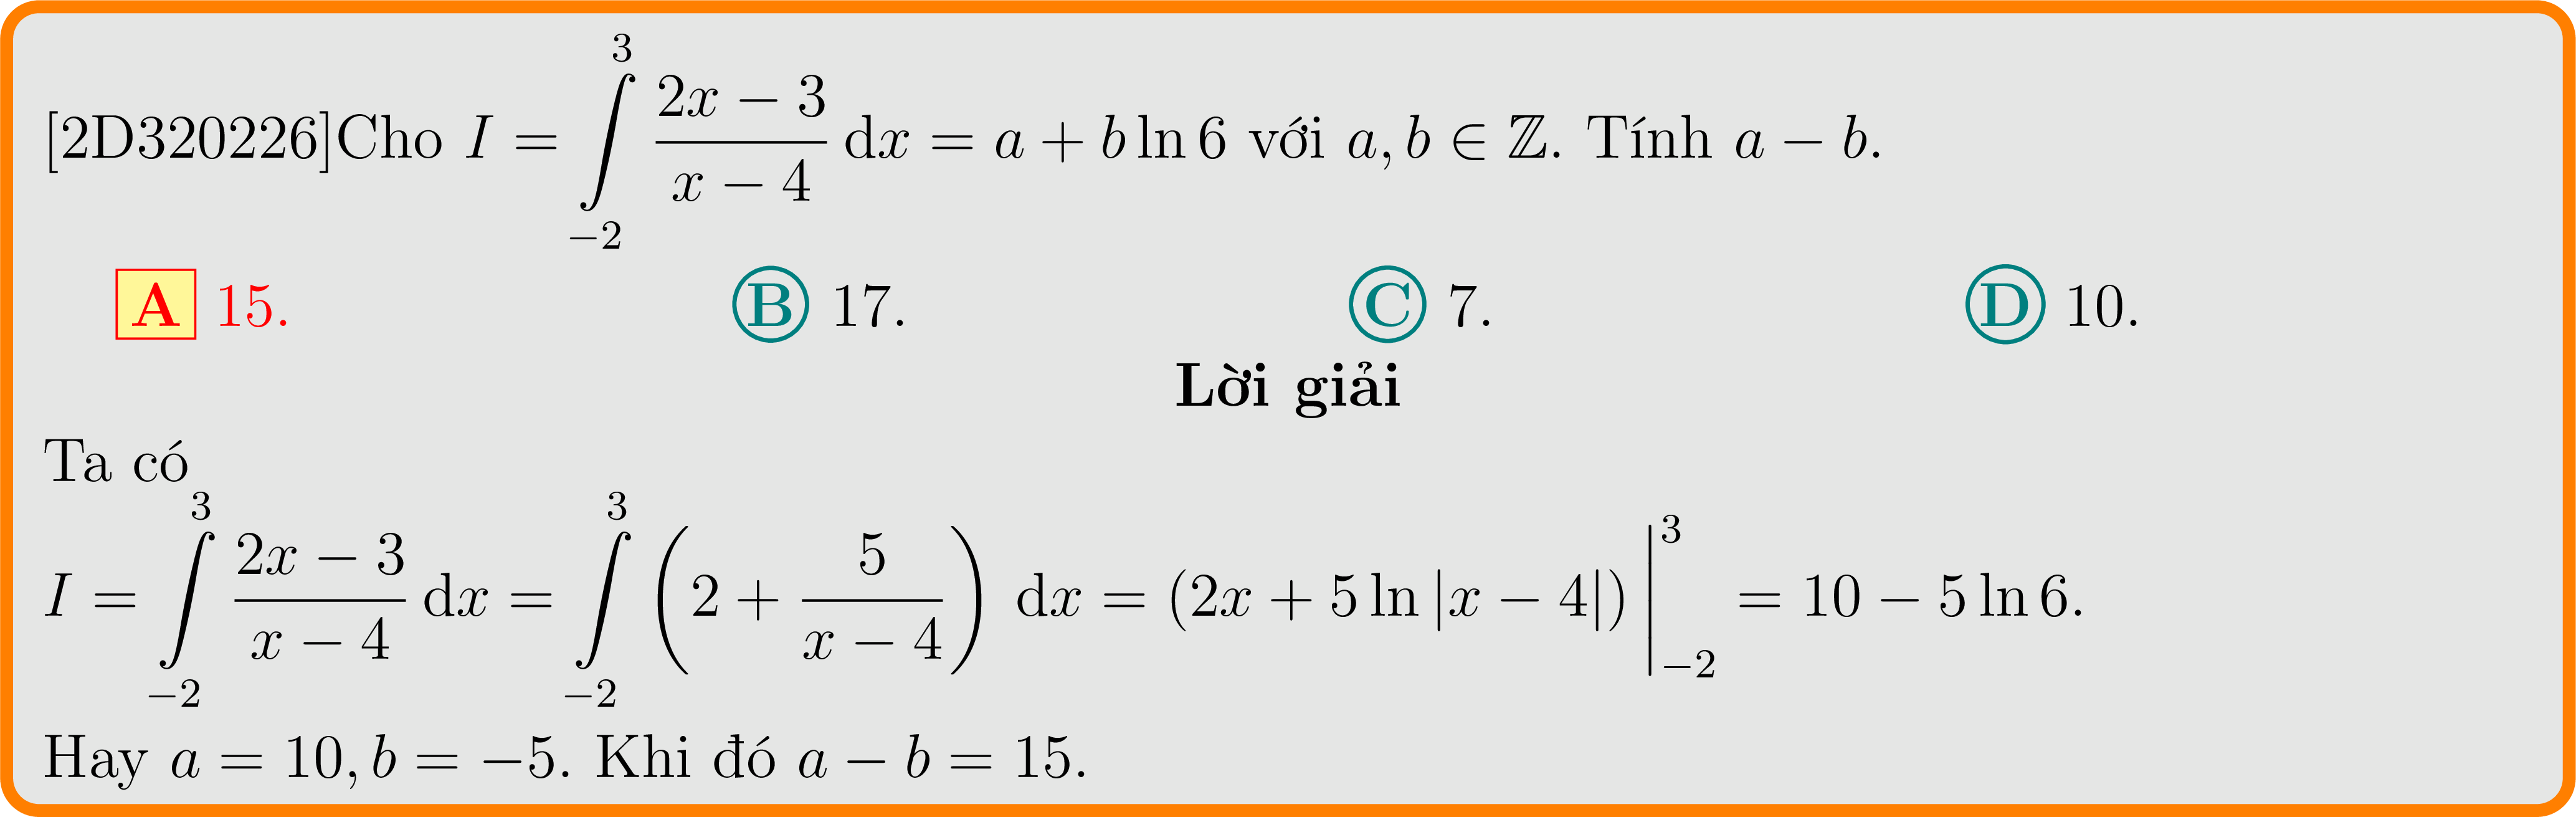 [2D320226]Cho $I = \int\limits_{-2}^{3} \dfrac{2x-3}{x-4}\,\mathrm{d}x = a + b\ln 6$ với $a, b \in \mathbb{Z}$. Tính $a - b$.
A 15. B 17. C 7. D 10.
Lời giải
Ta có
$I = \int\limits_{-2}^{3} \dfrac{2x-3}{x-4}\,\mathrm{d}x = \int\limits_{-2}^{3} \left(2 + \dfrac{5}{x-4}\right)\,\mathrm{d}x = (2x + 5\ln|x-4|)\Big|_{-2}^{3} = 10 - 5\ln 6.$
Hay $a = 10, b = -5$. Khi đó $a - b = 15$.